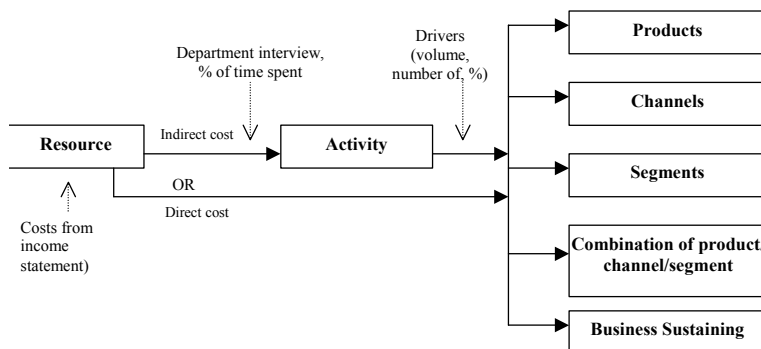 Department interview,
% of time spent
Drivers
(volume,
number of, %)
Products
Channels
Resource
Indirect cost
Activity
Segments
OR
Direct cost
Costs from
income
statement)
Combination of product,
channel/segment
Business Sustaining